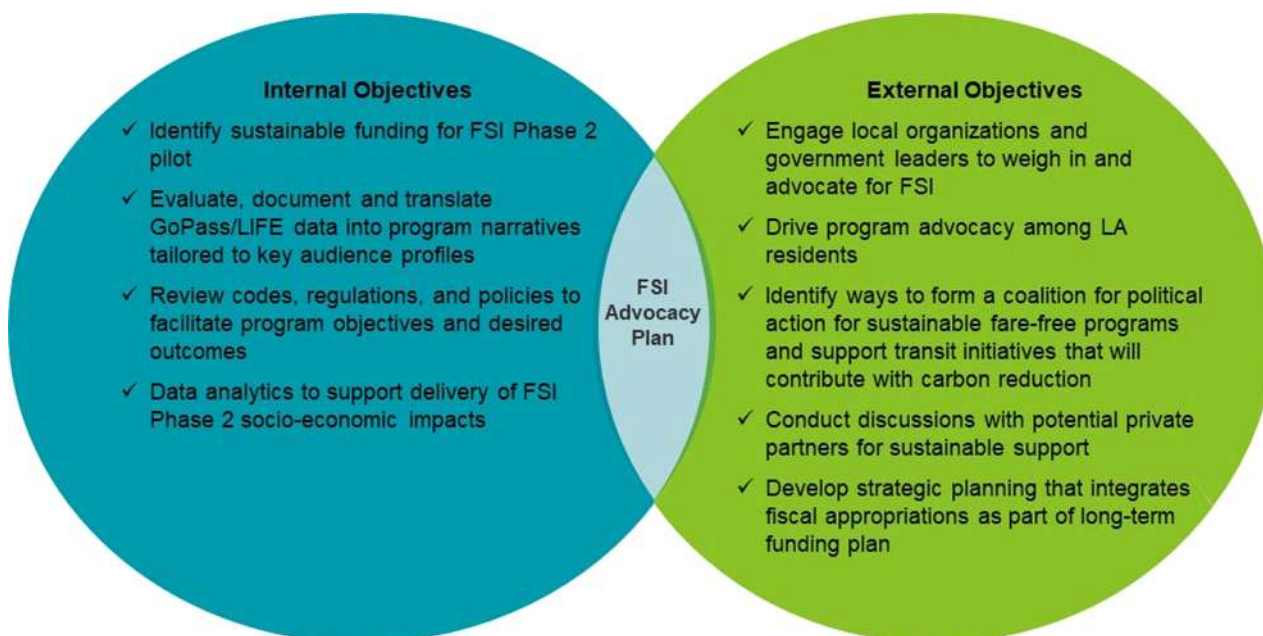 Internal Objectives
✓ Identify sustainable funding for FSI Phase 2
pilot
✓ Evaluate, document and translate
GoPass/LIFE data into program narratives
tailored to key audience profiles
✓ Review codes, regulations, and policies to
facilitate program objectives and desired
outcomes
✓ Data analytics to support delivery of FSI
Phase 2 socio-economic impacts
FSI
Advocacy
Plan
External Objectives
✓ Engage local organizations and
government leaders to weigh in and
advocate for FSI
✓ Drive program advocacy among LA
residents
✓ Identify ways to form a coalition for political
action for sustainable fare-free programs
and support transit initiatives that will
contribute with carbon reduction
✓ Conduct discussions with potential private
partners for sustainable support
✓ Develop strategic planning that integrates
fiscal appropriations as part of long-term
funding plan